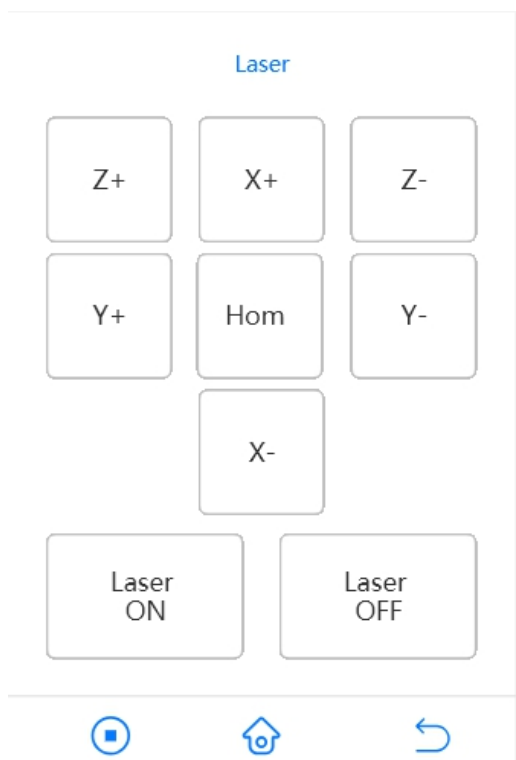 Laser
Z+
X+
Z-
Y+
Hom
Y-
X-
Laser
ON
Laser
OFF